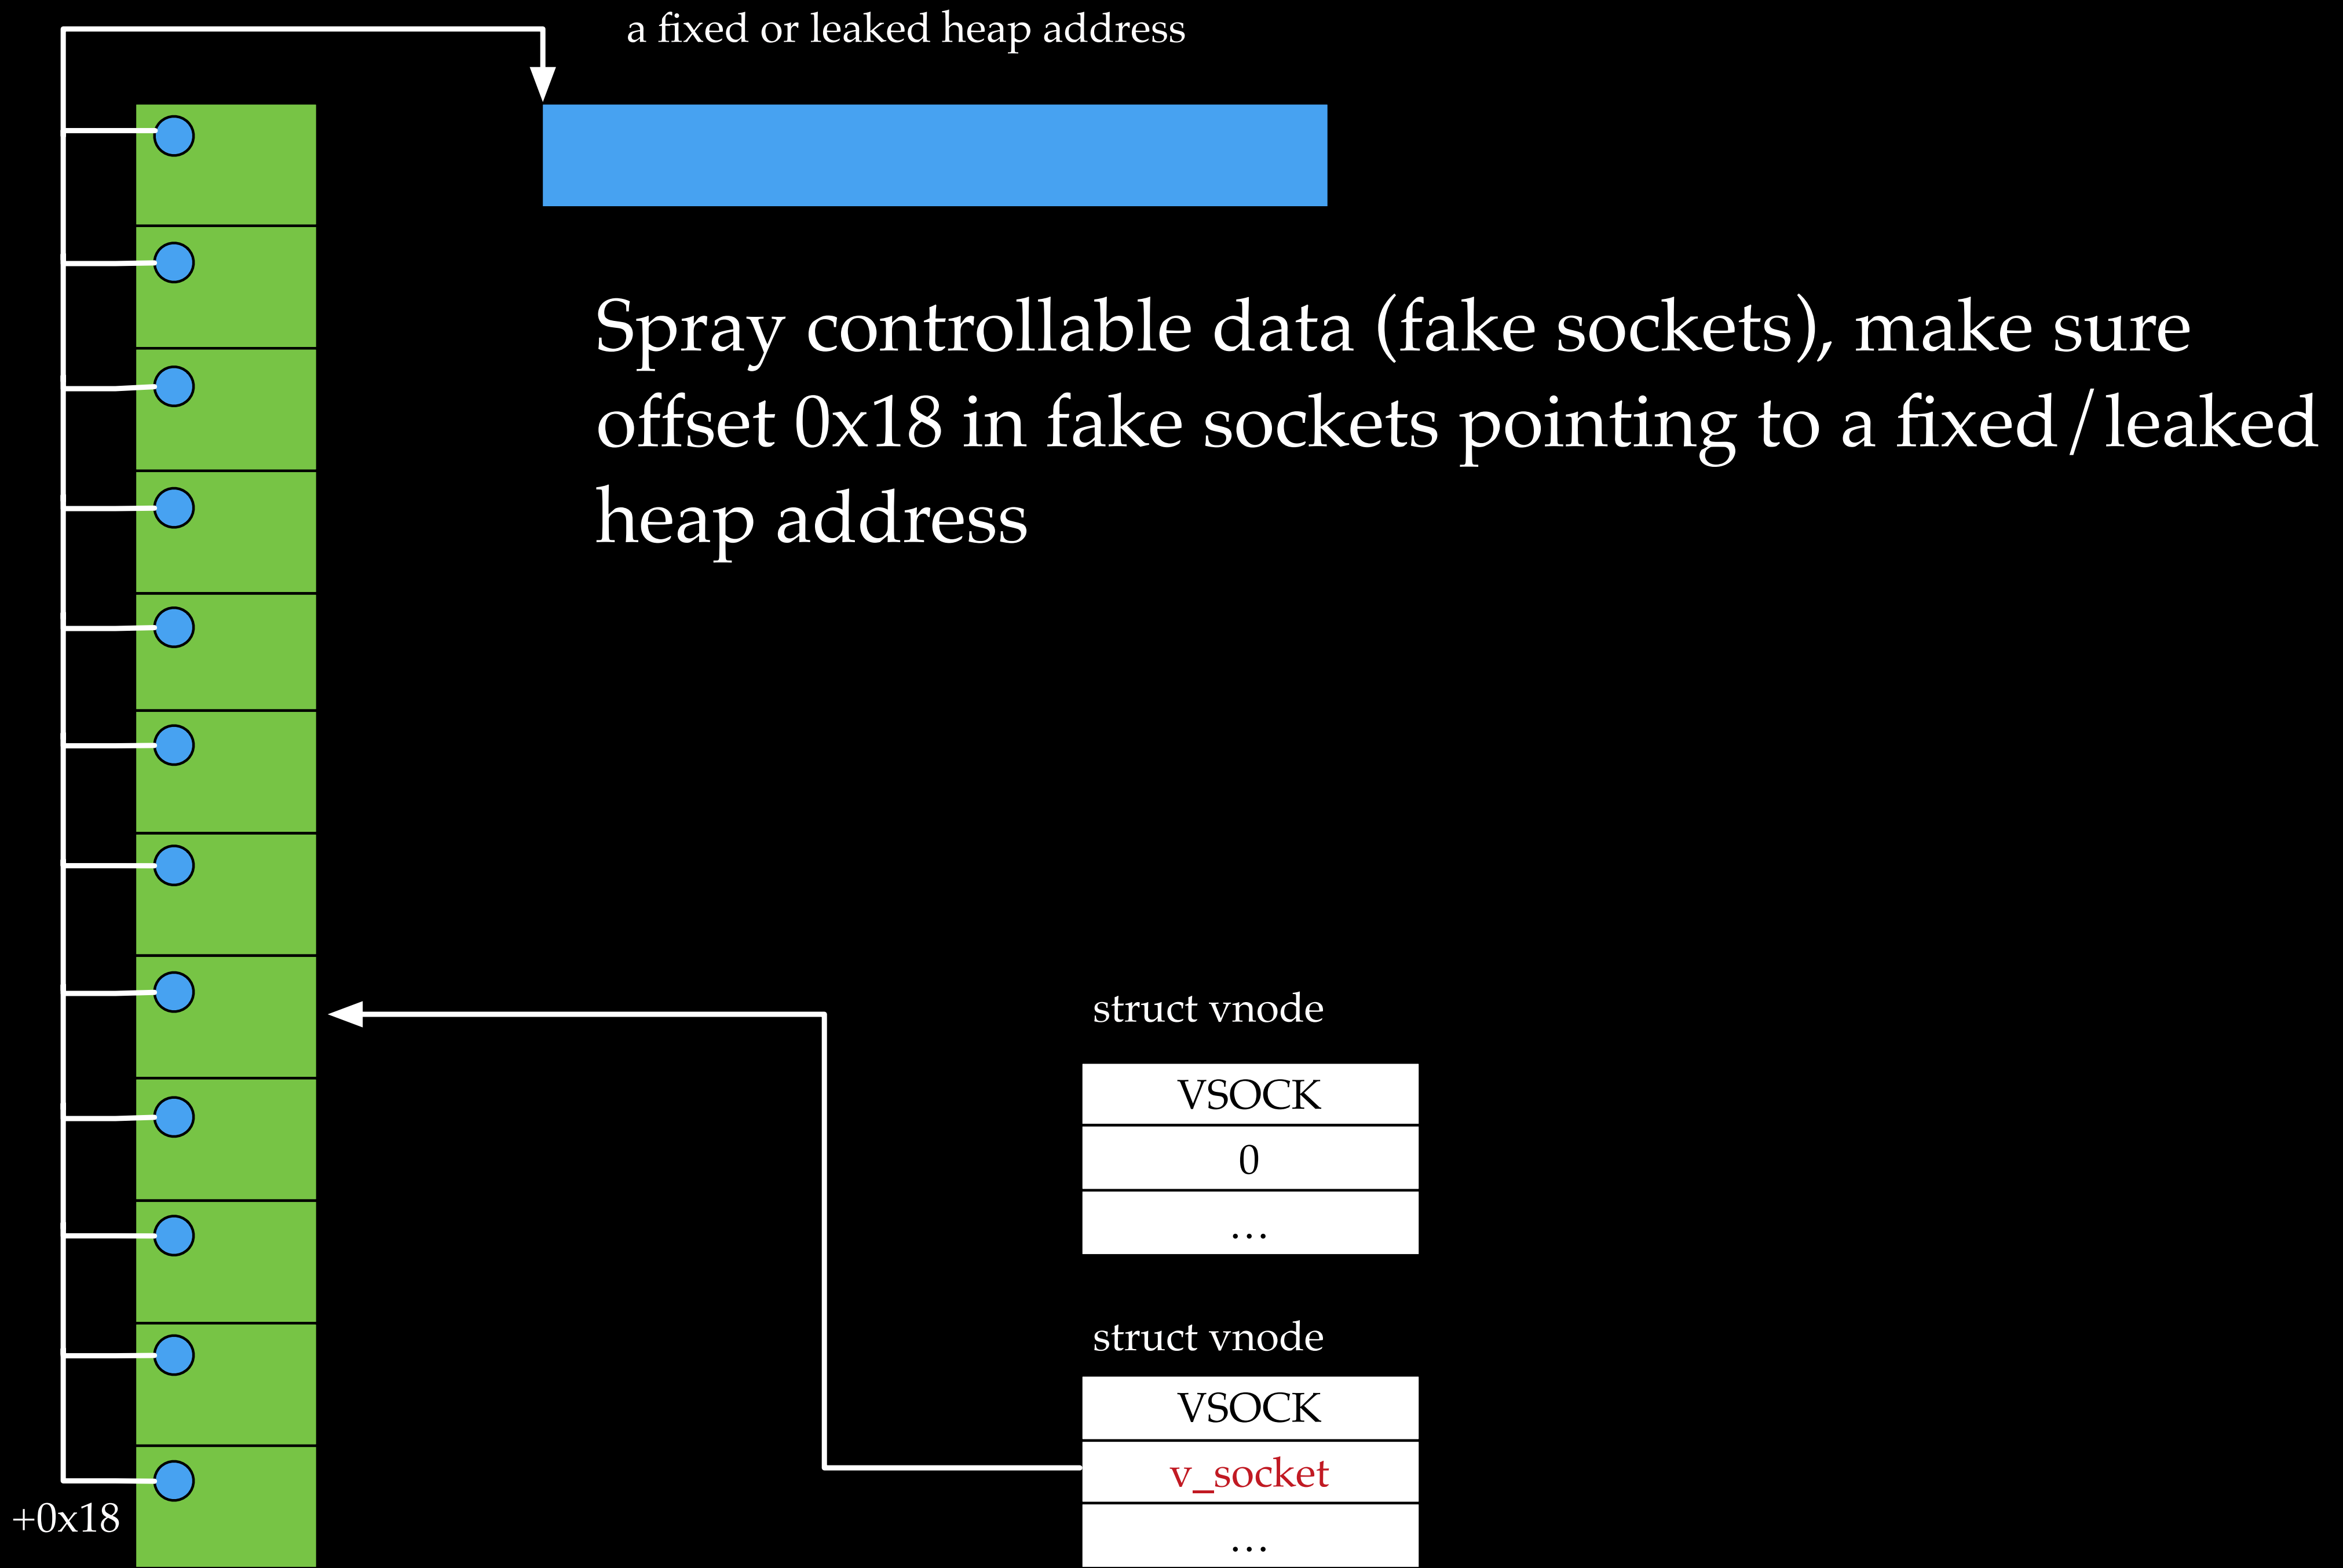 a fixed or leaked heap address
Spray controllable data (fake sockets), make sure
offset 0x18 in fake sockets pointing to a fixed/leaked
heap address
struct vnode
VSOCK
0
...
struct vnode
VSOCK
v_socket
...
+0x18